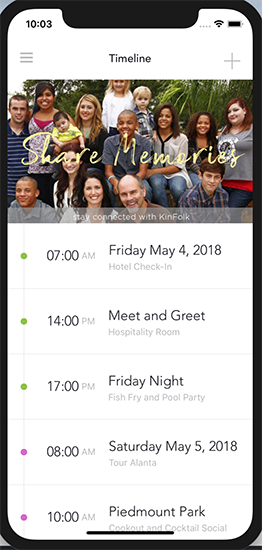 10:03
Timeline
Share Memories
stay connected with KinFolk
07:00 AM
Friday May 4, 2018
Hotel Check-In
14:00 PM
Meet and Greet
Hospitality Room
17:00 PM
Friday Night
Fish Fry and Pool Party
08:00 AM
Saturday May 5, 2018
Tour Alanta
10:00 AM
Piedmount Park
Cookout and Cocktail Social